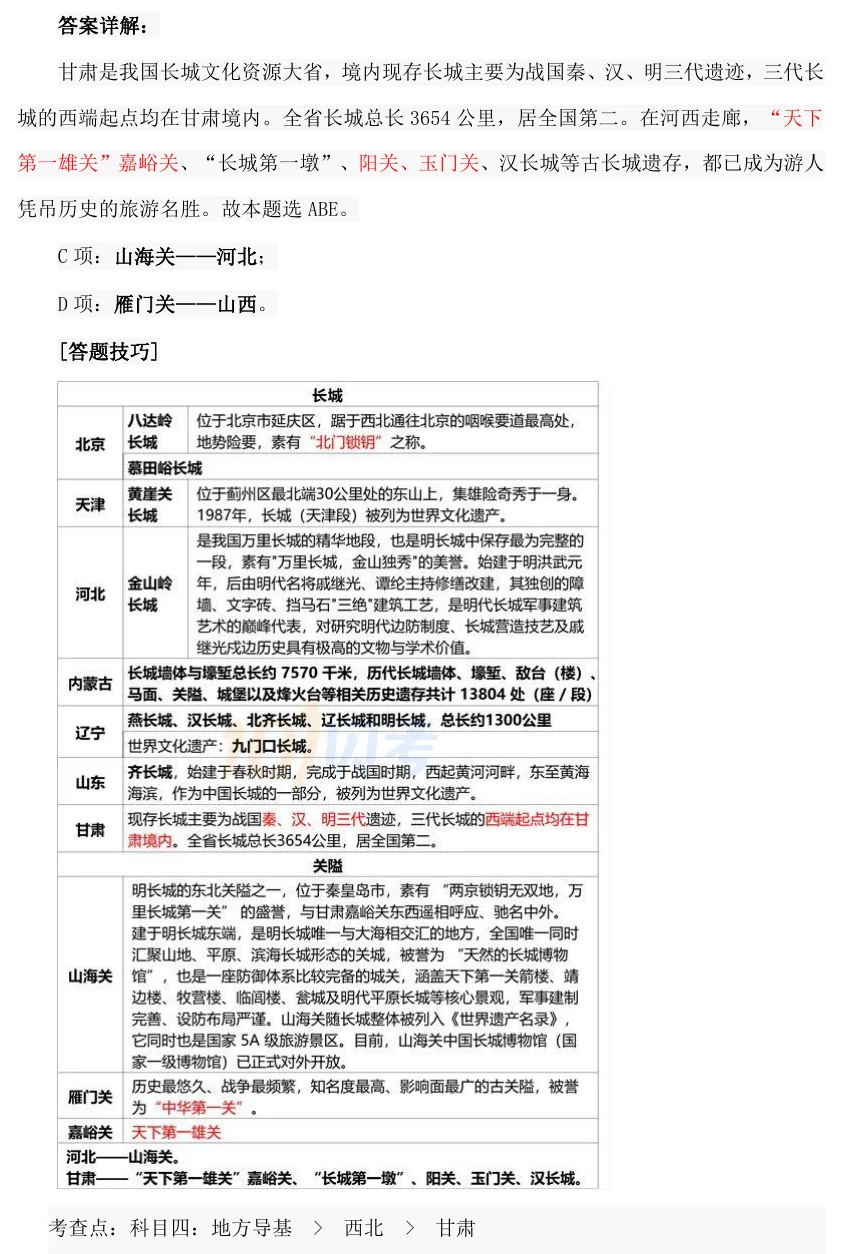 答案详解：
甘肃是我国长城文化资源大省，境内现存长城主要为战国秦、汉、明三代遗迹，三代长
城的西端起点均在甘肃境内。全省长城总长 3654 公里，居全国第二。在河西走廊，“天下
第一雄关”嘉峪关、“长城第一墩”、阳关、玉门关、汉长城等古长城遗存，都已成为游人
凭吊历史的旅游名胜。故本题选 ABE。
C 项：山海关——河北；
D 项：雁门关——山西。
[答题技巧]
长城
北京
八达岭
长城
位于北京市延庆区，踞于西北通往北京的咽喉要道最高处，
地势险要，素有“北门锁钥”之称。
慕田峪长城
天津
黄崖关
长城
位于蓟州区最北端30公里处的东山上，集雄险奇秀于一身。
1987年，长城（天津段）被列为世界文化遗产。
河北
金山岭
长城
是我国万里长城的精华地段，也是明长城中保存最为完整的
一段，素有"万里长城，金山独秀"的美誉。始建于明洪武元
年，后由明代名将戚继光、谭纶主持修缮改建，其独创的障
墙、文字砖、挡马石"三绝"建筑工艺，是明代长城军事建筑
艺术的巅峰代表，对研究明代边防制度、长城营造技艺及戚
继光戍边历史具有极高的文物与学术价值。
内蒙古
长城墙体与壕堑总长约 7570 千米，历代长城墙体、壕堑、敌台（楼）、
马面、关隘、城堡以及烽火台等相关历史遗存共计 13804 处（座 / 段）
辽宁
燕长城、汉长城、北齐长城、辽长城和明长城，总长约1300公里
世界文化遗产：九门口长城。
山东
齐长城，始建于春秋时期，完成于战国时期，西起黄河河畔，东至黄海
海滨，作为中国长城的一部分，被列为世界文化遗产。
甘肃
现存长城主要为战国秦、汉、明三代遗迹，三代长城的西端起点均在甘
肃境内。全省长城总长3654公里，居全国第二。
关隘
山海关
明长城的东北关隘之一，位于秦皇岛市，素有 “两京锁钥无双地，万
里长城第一关” 的盛誉，与甘肃嘉峪关东西遥相呼应、驰名中外。
建于明长城东端，是明长城唯一与大海相交汇的地方，全国唯一同时
汇聚山地、平原、滨海长城形态的关城，被誉为 “天然的长城博物
馆”，也是一座防御体系比较完备的城关，涵盖天下第一关箭楼、靖
边楼、牧营楼、临闾楼、瓮城及明代平原长城等核心景观，军事建制
完善、设防布局严谨。山海关随长城整体被列入《世界遗产名录》，
它同时也是国家 5A 级旅游景区。目前，山海关中国长城博物馆（国
家一级博物馆）已正式对外开放。
雁门关
历史最悠久、战争最频繁，知名度最高、影响面最广的古关隘，被誉
为“中华第一关”。
嘉峪关
天下第一雄关
河北——山海关。
甘肃——“天下第一雄关”嘉峪关、“长城第一墩”、阳关、玉门关、汉长城。
考查点：科目四：地方导基 > 西北 > 甘肃